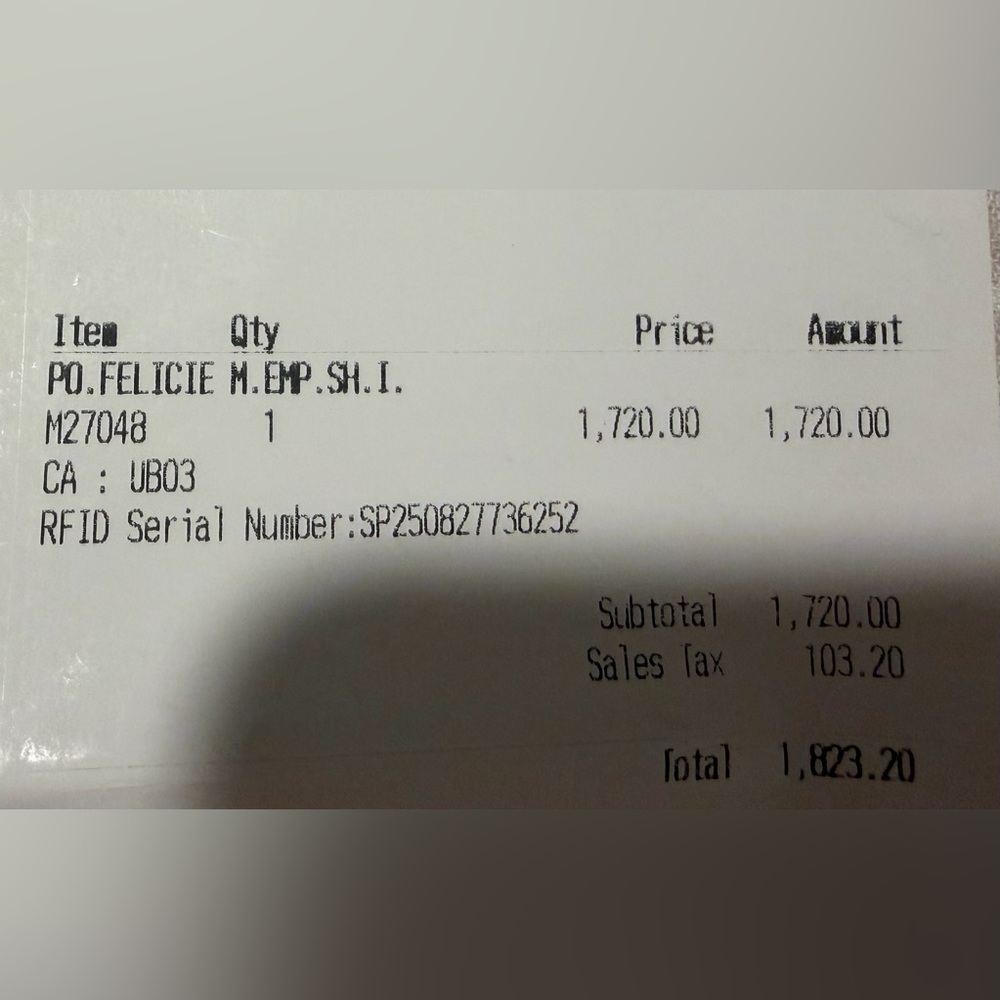 Item Qty Price Amount
PO.FELICIE M.EMP.SH.I.
M27048 1 1,720.00 1,720.00
CA : UB03
RFID Serial Number:SP250827736252
Subtotal 1,720.00
Sales Tax 103.20
Total 1,823.20